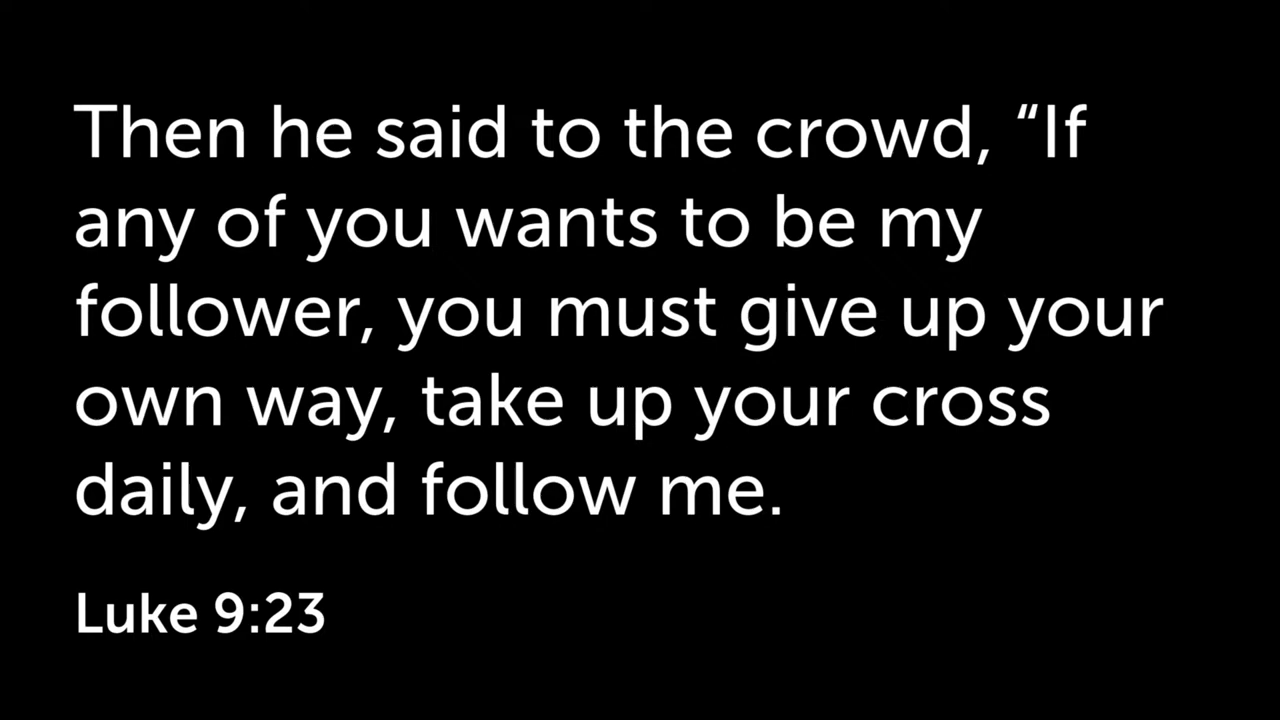 Then he said to the crowd, “If
any of you wants to be my
follower, you must give up your
own way, take up your cross
daily, and follow me.
Luke 9:23